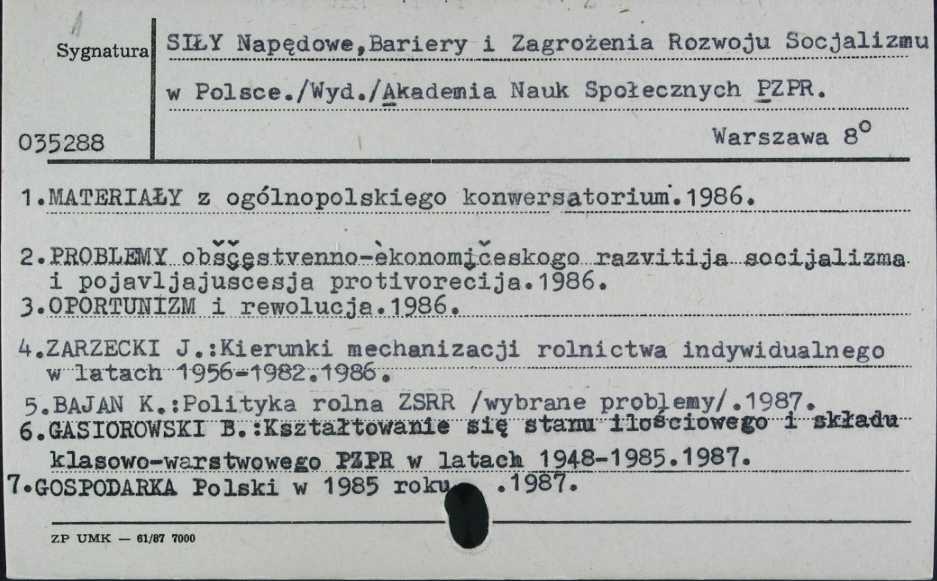 Sygnatura
SIŁY Napędowe,Bariery i Zagrożenia Rozwoju Socjalizmu
w Polsce./Wyd./Akademia Nauk Społecznych PZPR.
035288
Warszawa 8°
1.MATERIAŁY z ogólnopolskiego konwersatorium.1986.
2.PROBLEMY obščęstvenno-èkonomičeskogo razvitija socijalizma
i pojavljajuscesja protivorecija.1986.
3.OPORTUNIZM i rewolucja.1986.
4.ZARZECKI J.:Kierunki mechanizacji rolnictwa indywidualnego
w latach 1956-1982.1986.
5.BAJAN K.:Polityka rolna ZSRR /wybrane problemy/.1987.
6.GASIOROWSKI B.:Kształtowanie się stanu ilościowego i składu
klasowo-warstwowego PZPR w latach 1948-1985.1987.
7.GOSPODARKA Polski w 1985 roku .1987.
ZP UMK — 61/87 7000